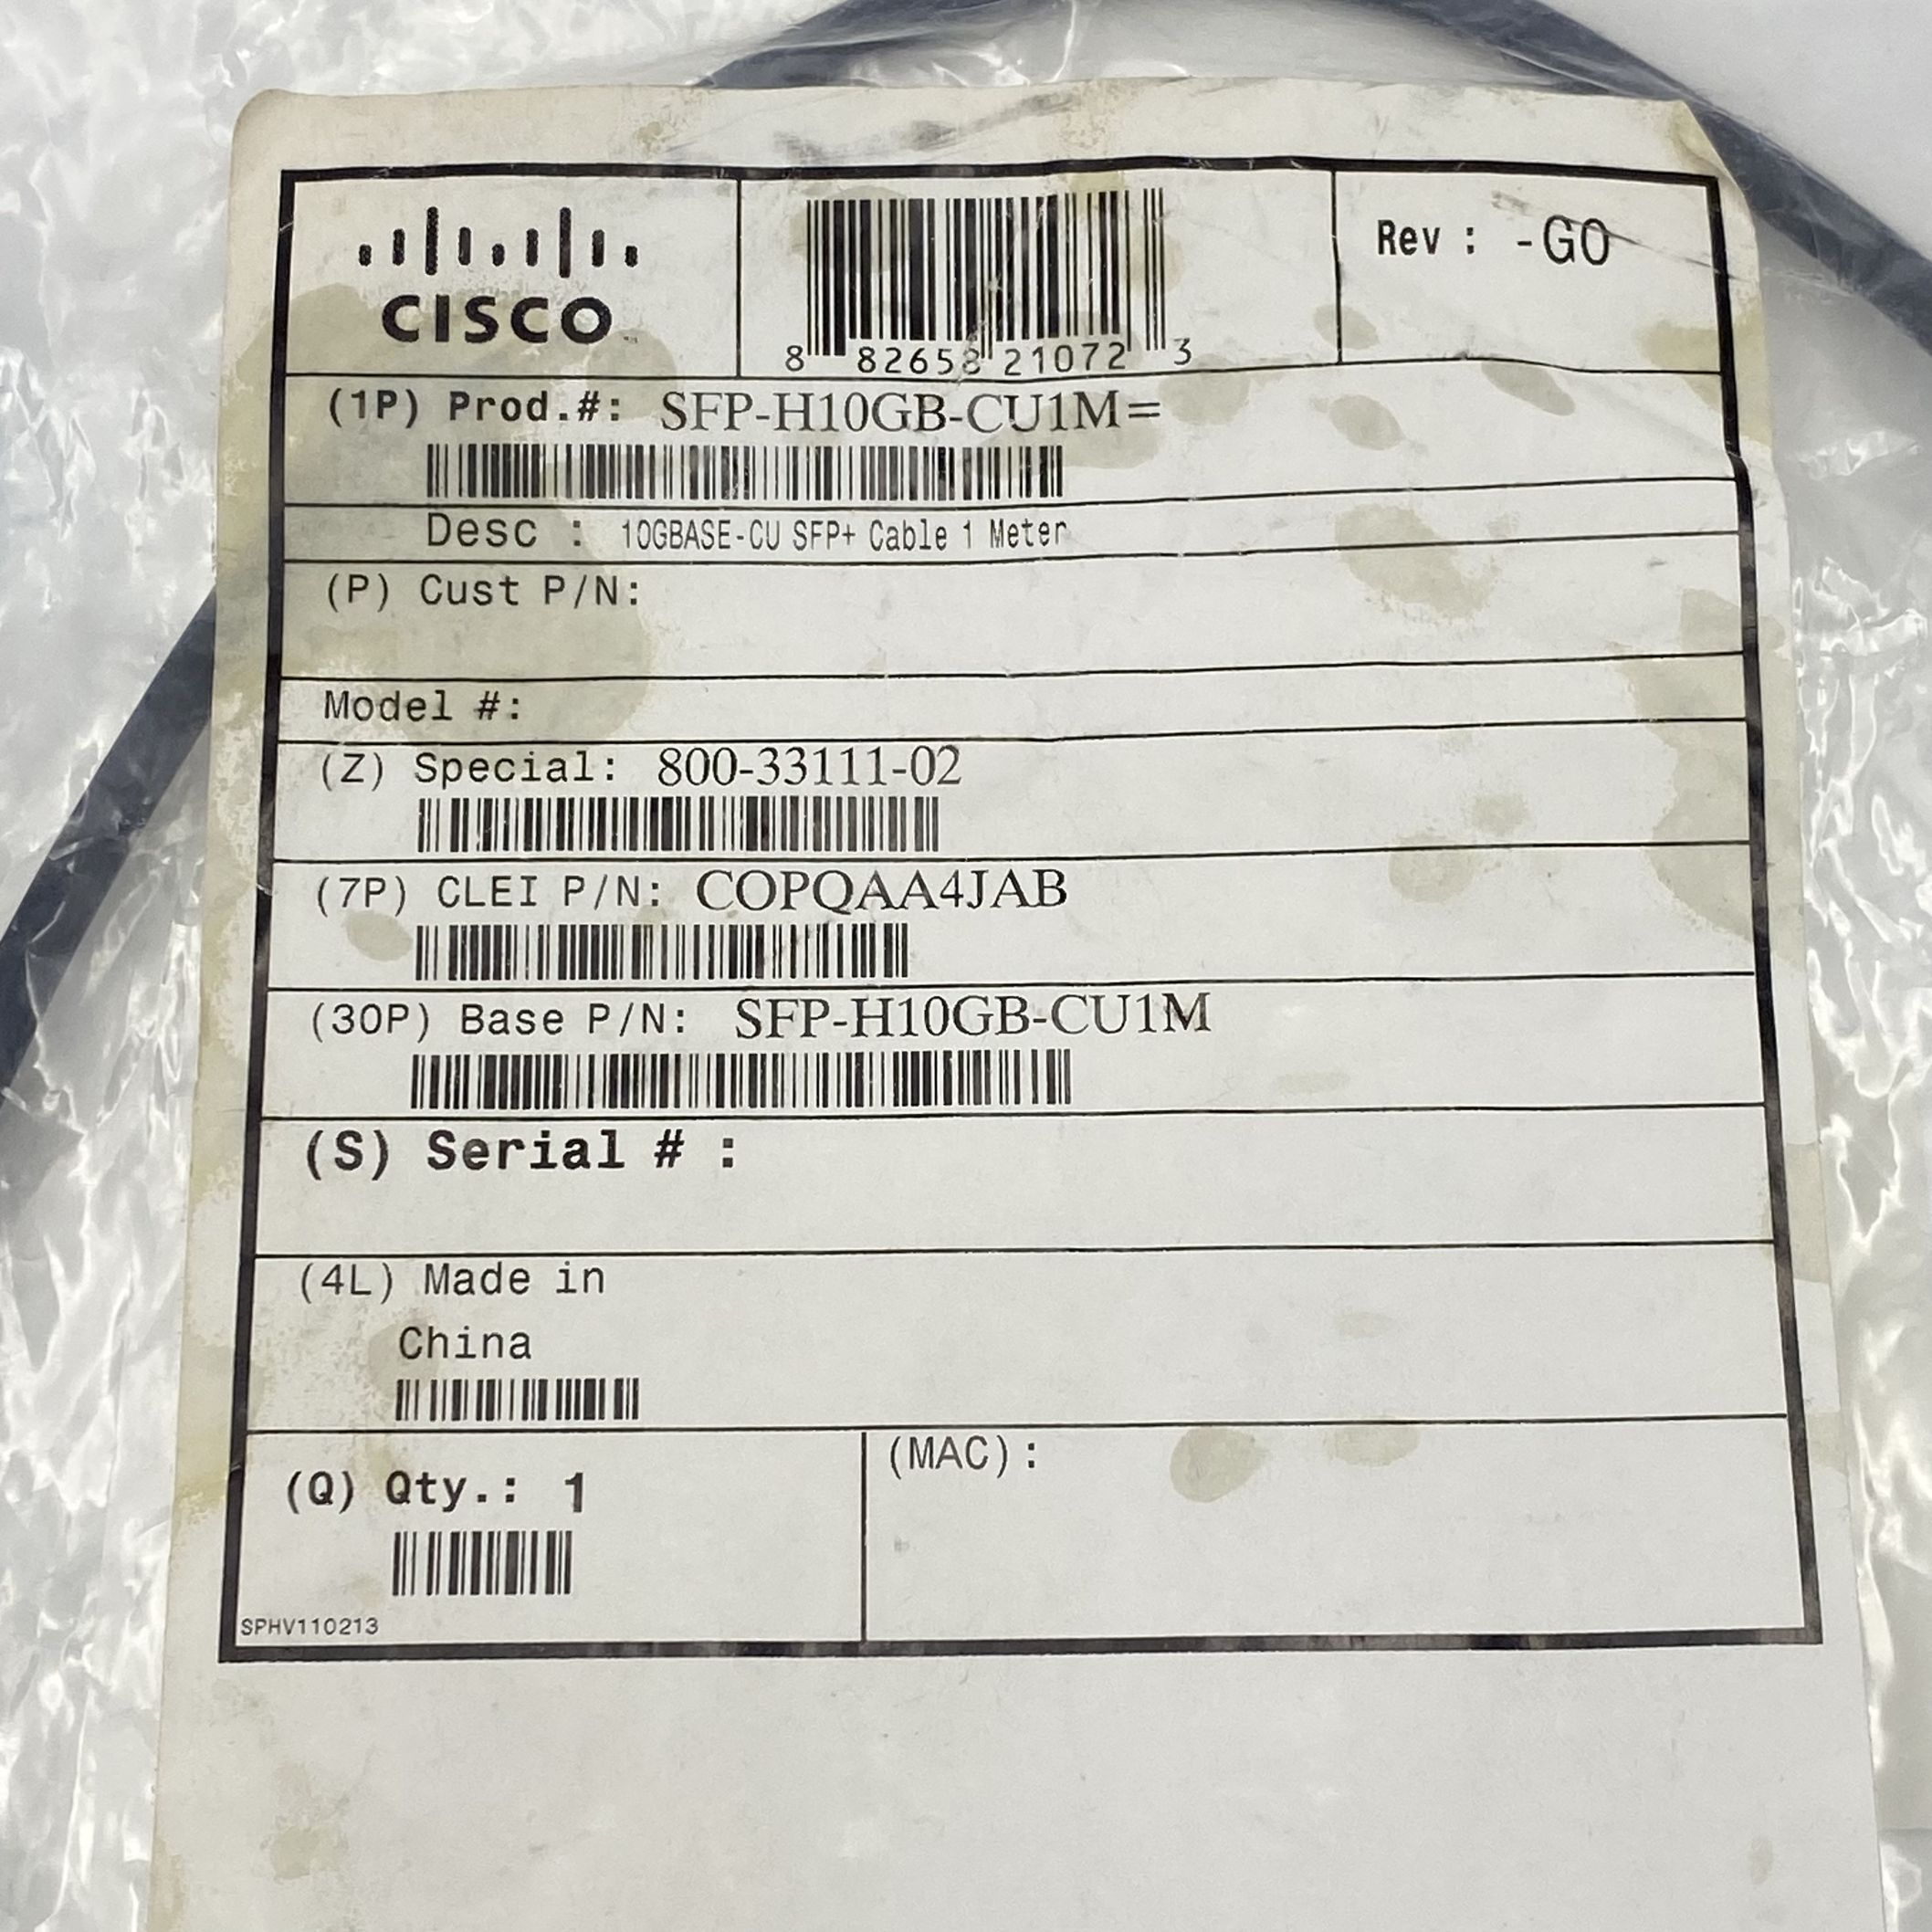 CISCO
8 82658 21072 3
Rev : -G0
(1P) Prod.#: SFP-H10GB-CU1M=
Desc : 10GBASE-CU SFP+ Cable 1 Meter
(P) Cust P/N:
Model #:
(Z) Special: 800-33111-02
(7P) CLEI P/N: COPQAA4JAB
(30P) Base P/N: SFP-H10GB-CU1M
(S) Serial # :
(4L) Made in
China
(Q) Qty.: 1
(MAC):
SPHV110213